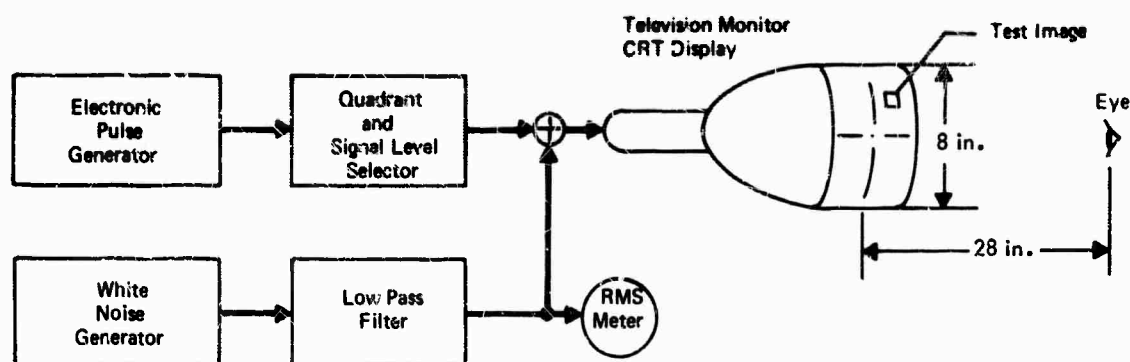 Television Monitor
CRT Display
Test Image
Electronic
Pulse
Generator
Quadrant
and
Signal Level
Selector
8 in.
Eye
28 in.
White
Noise
Generator
Low Pass
Filter
RMS
Meter